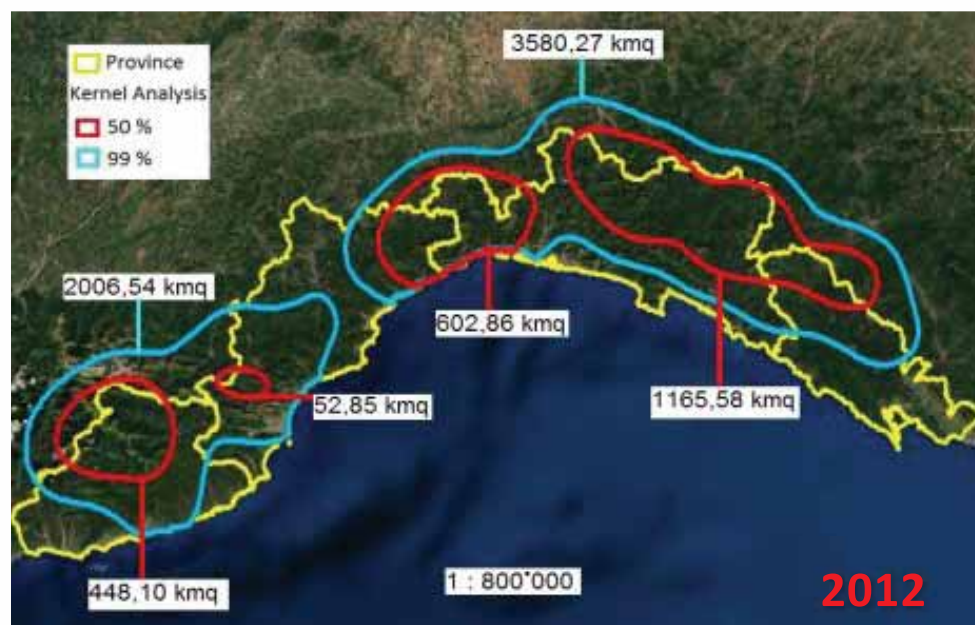 Province
Kernel Analysis
50 %
99 %
3580,27 kmq
2006,54 kmq
602,86 kmq
52,85 kmq
1165,58 kmq
448,10 kmq
1 : 800'000
2012